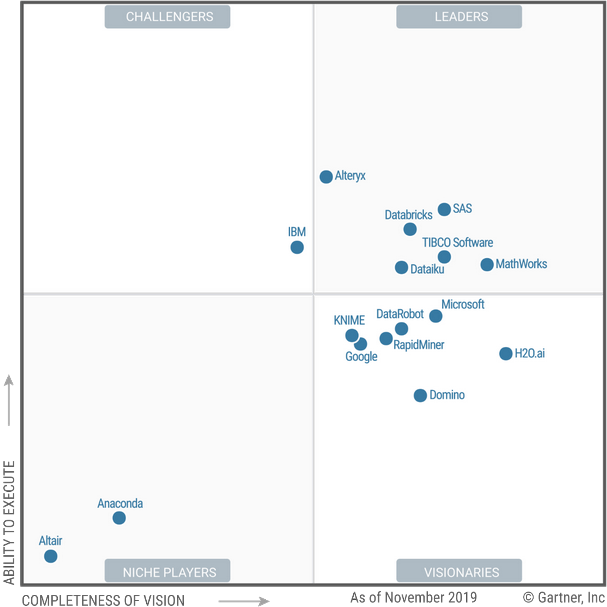 CHALLENGERS
LEADERS
Alteryx
SAS
Databricks
IBM
TIBCO Software
MathWorks
Dataiku
Microsoft
DataRobot
KNIME
RapidMiner
Google
H2O.ai
Domino
Anaconda
Altair
NICHE PLAYERS
VISIONARIES
ABILITY TO EXECUTE
COMPLETENESS OF VISION
As of November 2019
© Gartner, Inc